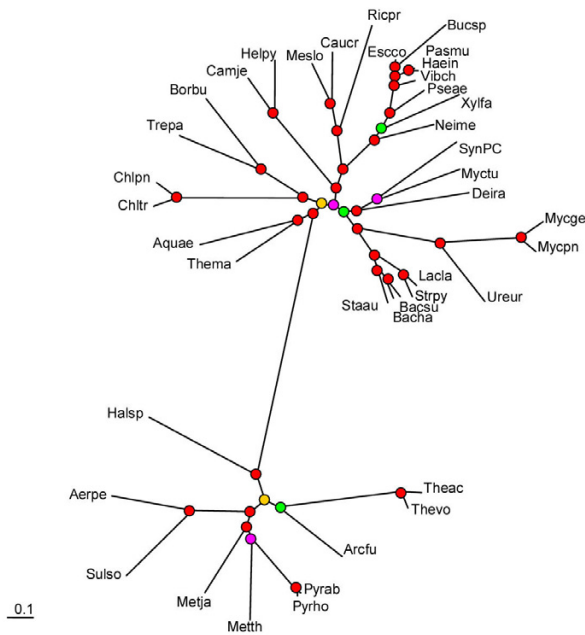 Ricpr
Bucsp
Caucr
Escco
Pasmu
Helpy
Meslo
Haein
Camje
Vibch
Pseae
Borbu
Xylfa
Trepa
Neime
SynPC
Chlpn
Myctu
Chltr
Deira
Mycge
Aquae
Mycpn
Thema
Lacla
Strpy
Ureur
Staau
Bacsu
Bacha
Halsp
Theac
Aerpe
Thevo
Arcfu
Sulso
Pyrab
Metja
Pyrho
0.1
Metth